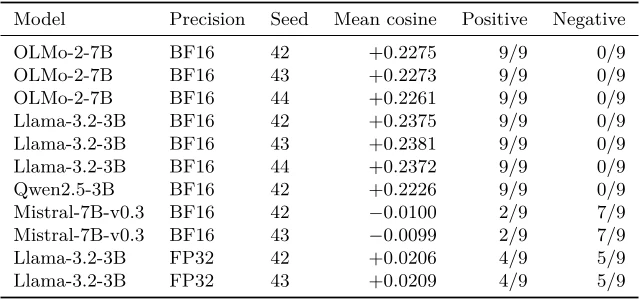 Model Precision Seed Mean cosine Positive Negative
OLMo-2-7B BF16 42 +0.2275 9/9 0/9
OLMo-2-7B BF16 43 +0.2273 9/9 0/9
OLMo-2-7B BF16 44 +0.2261 9/9 0/9
Llama-3.2-3B BF16 42 +0.2375 9/9 0/9
Llama-3.2-3B BF16 43 +0.2381 9/9 0/9
Llama-3.2-3B BF16 44 +0.2372 9/9 0/9
Qwen2.5-3B BF16 42 +0.2226 9/9 0/9
Mistral-7B-v0.3 BF16 42 −0.0100 2/9 7/9
Mistral-7B-v0.3 BF16 43 −0.0099 2/9 7/9
Llama-3.2-3B FP32 42 +0.0206 4/9 5/9
Llama-3.2-3B FP32 43 +0.0209 4/9 5/9